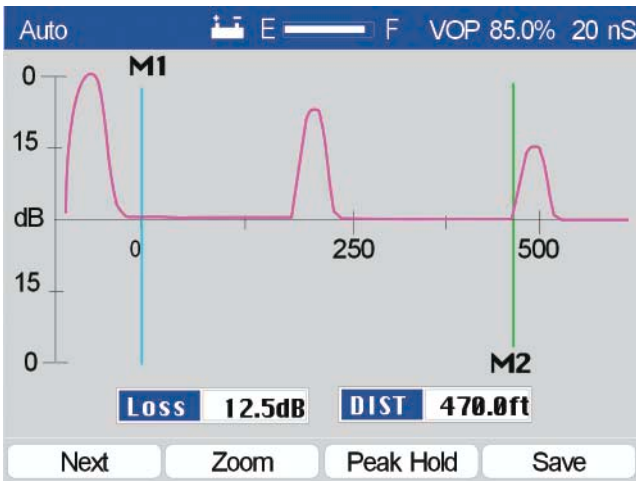 Auto E F VOP 85.0% 20 nS
M1
0
15
dB
0 250 500
15
0
M2
Loss 12.5dB DIST 470.0ft
Next Zoom Peak Hold Save